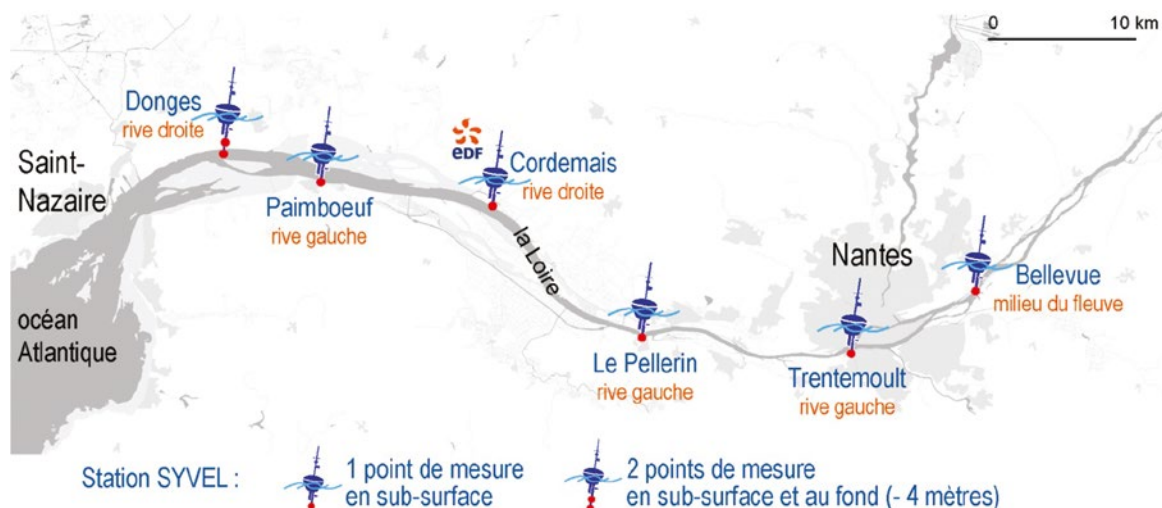 0 10 km
Donges
rive droite
Saint-
Nazaire
Paimboeuf
rive gauche
eDF
Cordemais
rive droite
la Loire
océan
Atlantique
Le Pellerin
rive gauche
Nantes
Trentemoult
rive gauche
Bellevue
milieu du fleuve
Station SYVEL :
1 point de mesure
en sub-surface
2 points de mesure
en sub-surface et au fond (- 4 mètres)